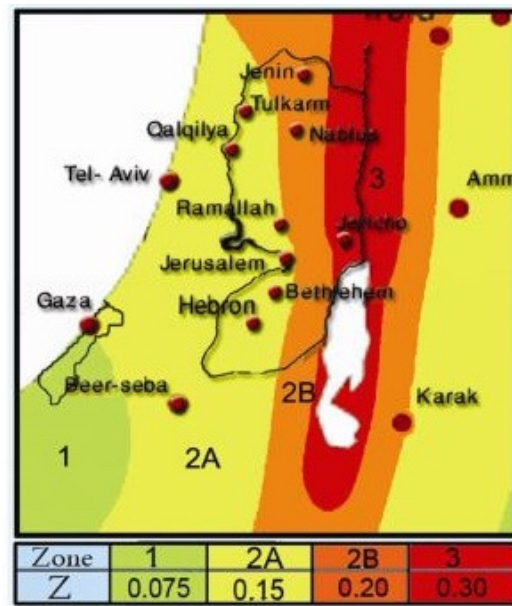 Jenin
Tulkarm
Qalqilya
Nablus
Tel- Aviv
3
Amm
Ramallah
Jericho
Jerusalem
Gaza
Bethlehem
Hebron
Beer-seba
2B
Karak
1
2A
Zone 1 2A 2B 3
Z 0.075 0.15 0.20 0.30